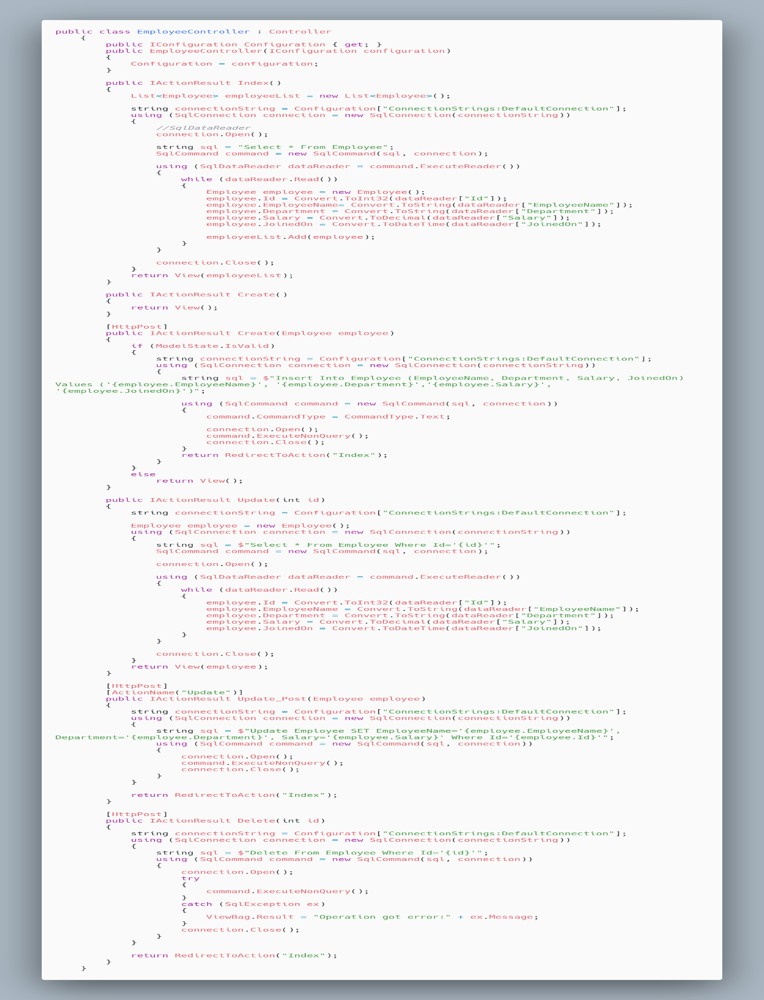 public class EmployeeController : Controller
    {
        public IConfiguration Configuration { get; }
        public EmployeeController(IConfiguration configuration)
        {
            Configuration = configuration;
        }

        public IActionResult Index()
        {
            List<Employee> employeeList = new List<Employee>();

            string connectionString = Configuration["ConnectionStrings:DefaultConnection"];
            using (SqlConnection connection = new SqlConnection(connectionString))
            {
                //SqlDataReader
                connection.Open();

                string sql = "Select * From Employee";
                SqlCommand command = new SqlCommand(sql, connection);

                using (SqlDataReader dataReader = command.ExecuteReader())
                {
                    while (dataReader.Read())
                    {
                        Employee employee = new Employee();
                        employee.Id = Convert.ToInt32(dataReader["Id"]);
                        employee.EmployeeName= Convert.ToString(dataReader["EmployeeName"]);
                        employee.Department = Convert.ToString(dataReader["Department"]);
                        employee.Salary = Convert.ToDecimal(dataReader["Salary"]);
                        employee.JoinedOn = Convert.ToDateTime(dataReader["JoinedOn"]);

                        employeeList.Add(employee);
                    }
                }

                connection.Close();
            }
            return View(employeeList);
        }

        public IActionResult Create()
        {
            return View();
        }

        [HttpPost]
        public IActionResult Create(Employee employee)
        {
            if (ModelState.IsValid)
            {
                string connectionString = Configuration["ConnectionStrings:DefaultConnection"];
                using (SqlConnection connection = new SqlConnection(connectionString))
                {
                    string sql = $"Insert Into Employee (EmployeeName, Department, Salary, JoinedOn)
Values ('{employee.EmployeeName}', '{employee.Department}','{employee.Salary}',
'{employee.JoinedOn}')";

                    using (SqlCommand command = new SqlCommand(sql, connection))
                    {
                        command.CommandType = CommandType.Text;

                        connection.Open();
                        command.ExecuteNonQuery();
                        connection.Close();
                    }
                    return RedirectToAction("Index");
                }
            }
            else
                return View();
        }

        public IActionResult Update(int id)
        {
            string connectionString = Configuration["ConnectionStrings:DefaultConnection"];

            Employee employee = new Employee();
            using (SqlConnection connection = new SqlConnection(connectionString))
            {
                string sql = $"Select * From Employee Where Id='{id}'";
                SqlCommand command = new SqlCommand(sql, connection);

                connection.Open();

                using (SqlDataReader dataReader = command.ExecuteReader())
                {
                    while (dataReader.Read())
                    {
                        employee.Id = Convert.ToInt32(dataReader["Id"]);
                        employee.EmployeeName = Convert.ToString(dataReader["EmployeeName"]);
                        employee.Department = Convert.ToString(dataReader["Department"]);
                        employee.Salary = Convert.ToDecimal(dataReader["Salary"]);
                        employee.JoinedOn = Convert.ToDateTime(dataReader["JoinedOn"]);
                    }
                }

                connection.Close();
            }
            return View(employee);
        }

        [HttpPost]
        [ActionName("Update")]
        public IActionResult Update_Post(Employee employee)
        {
            string connectionString = Configuration["ConnectionStrings:DefaultConnection"];
            using (SqlConnection connection = new SqlConnection(connectionString))
            {
                string sql = $"Update Employee SET EmployeeName='{employee.EmployeeName}',
Department='{employee.Department}', Salary='{employee.Salary}' Where Id='{employee.Id}'";
                using (SqlCommand command = new SqlCommand(sql, connection))
                {
                    connection.Open();
                    command.ExecuteNonQuery();
                    connection.Close();
                }
            }

            return RedirectToAction("Index");
        }

        [HttpPost]
        public IActionResult Delete(int id)
        {
            string connectionString = Configuration["ConnectionStrings:DefaultConnection"];
            using (SqlConnection connection = new SqlConnection(connectionString))
            {
                string sql = $"Delete From Employee Where Id='{id}'";
                using (SqlCommand command = new SqlCommand(sql, connection))
                {
                    connection.Open();
                    try
                    {
                        command.ExecuteNonQuery();
                    }
                    catch (SqlException ex)
                    {
                        ViewBag.Result = "Operation got error:" + ex.Message;
                    }
                    connection.Close();
                }
            }

            return RedirectToAction("Index");
        }
    }